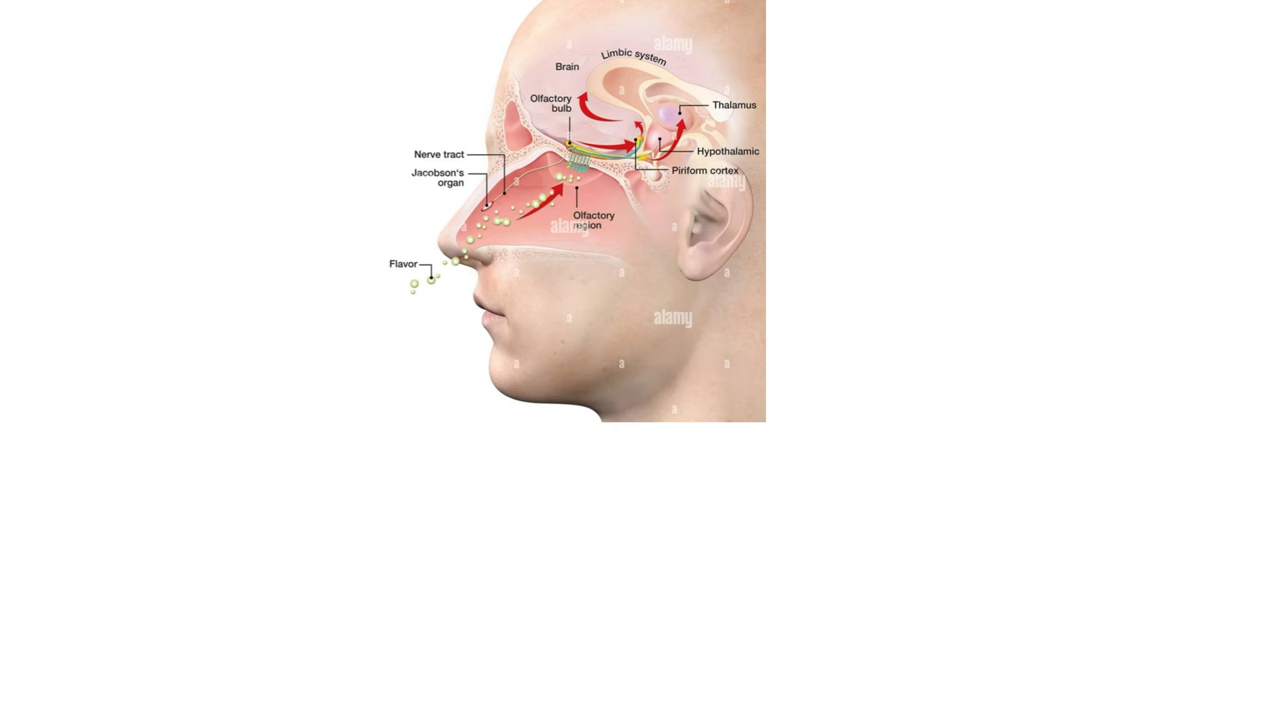 alamy
Limbic system
Brain
Olfactory
bulb
Thalamus
Nerve tract
Hypothalamic
Jacobson's
organ
Piriform cortex
alamy
Olfactory
region
alamy
Flavor
alamy
a
a
a
a
a
a
a
a
a
a
a
a
a
a